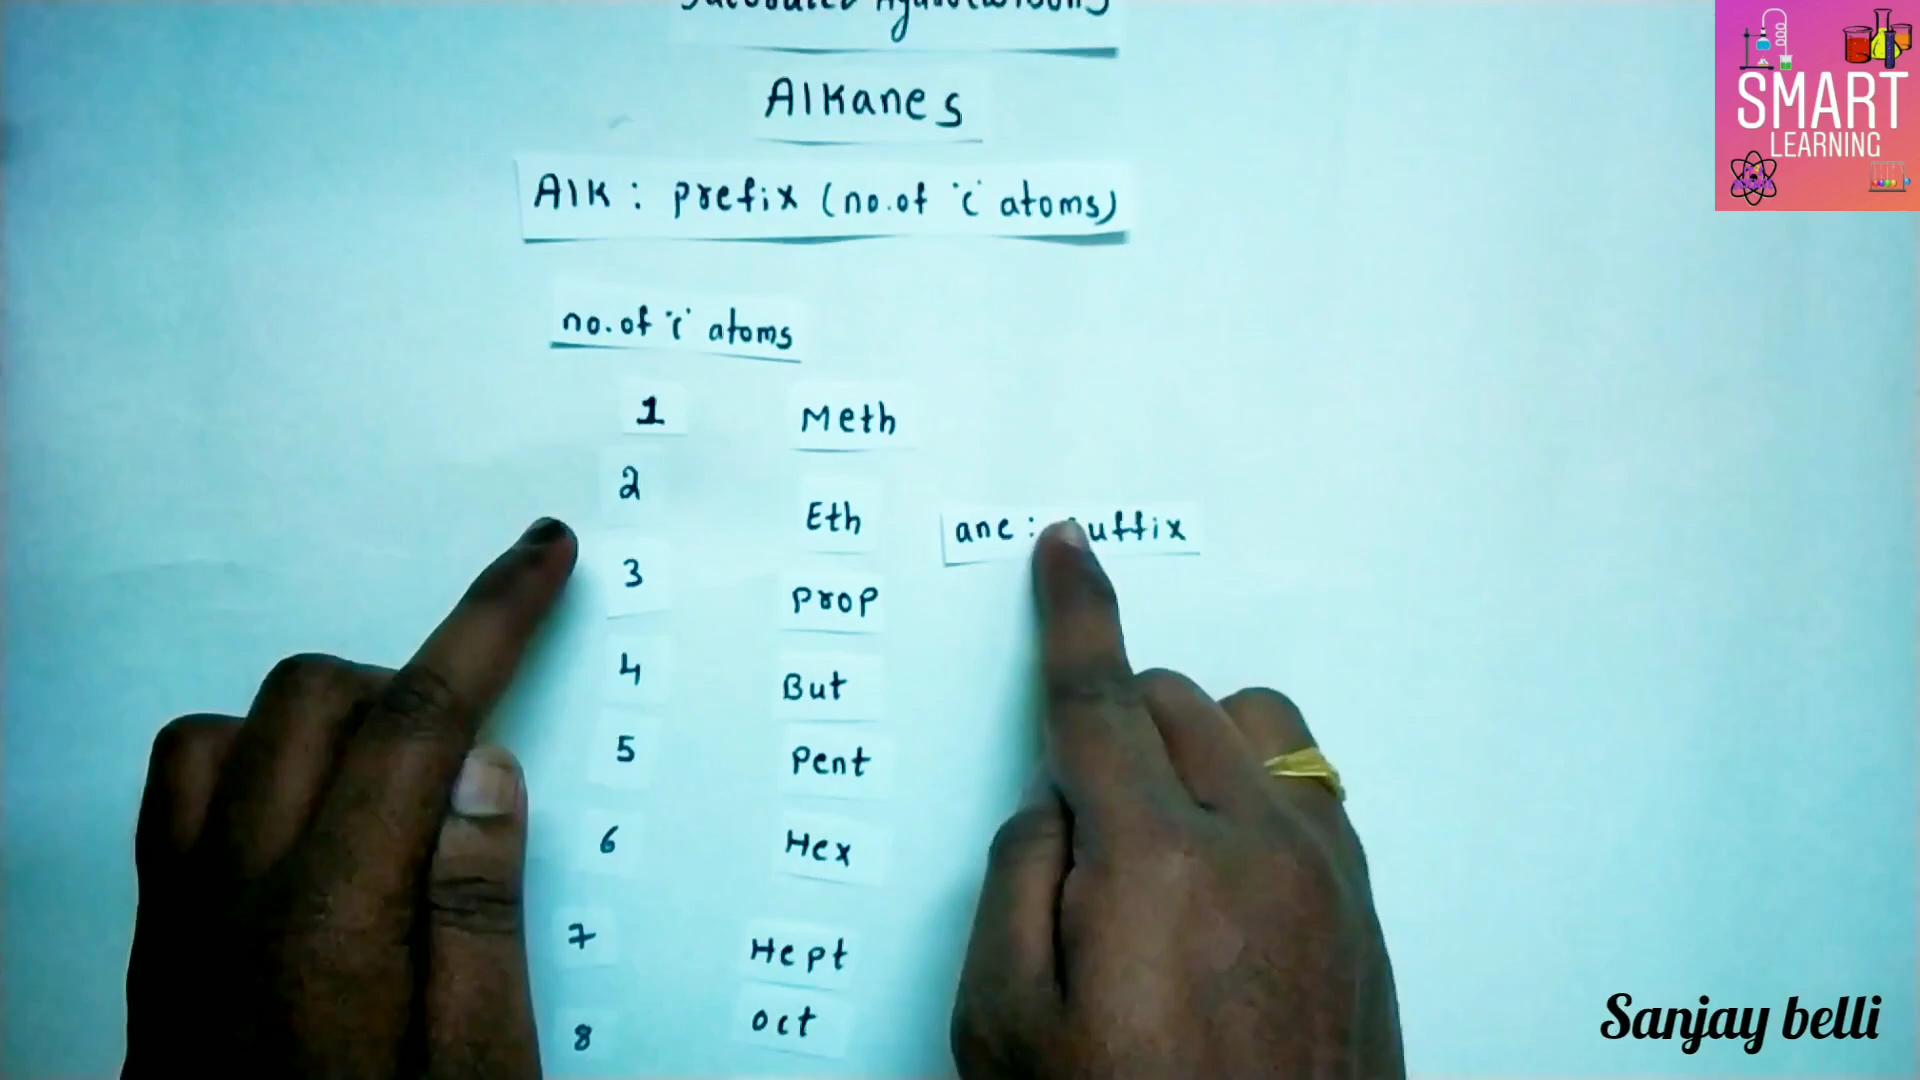 Alkanes
Alk : prefix (no.of 'c' atoms)
no.of 'c' atoms
1 Meth
2 Eth
ane : suffix
3 prop
4 But
5 pent
6 Hex
7 Hept
8 oct
SMART
LEARNING
Sanjay belli